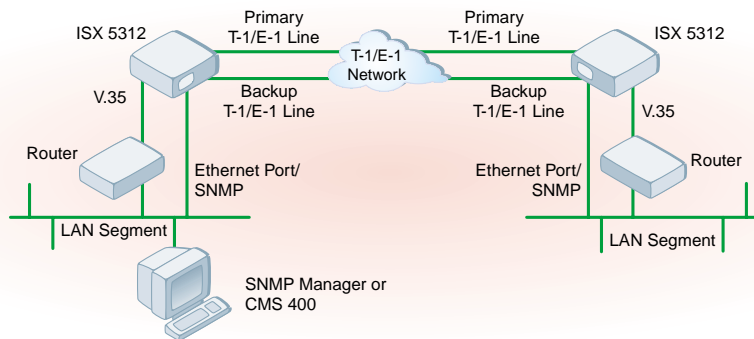 Primary
T-1/E-1 Line
Primary
T-1/E-1 Line
ISX 5312
ISX 5312
T-1/E-1
Network
Backup
T-1/E-1 Line
Backup
T-1/E-1 Line
V.35
V.35
Router
Router
Ethernet Port/
SNMP
Ethernet Port/
SNMP
LAN Segment
LAN Segment
SNMP Manager or
CMS 400